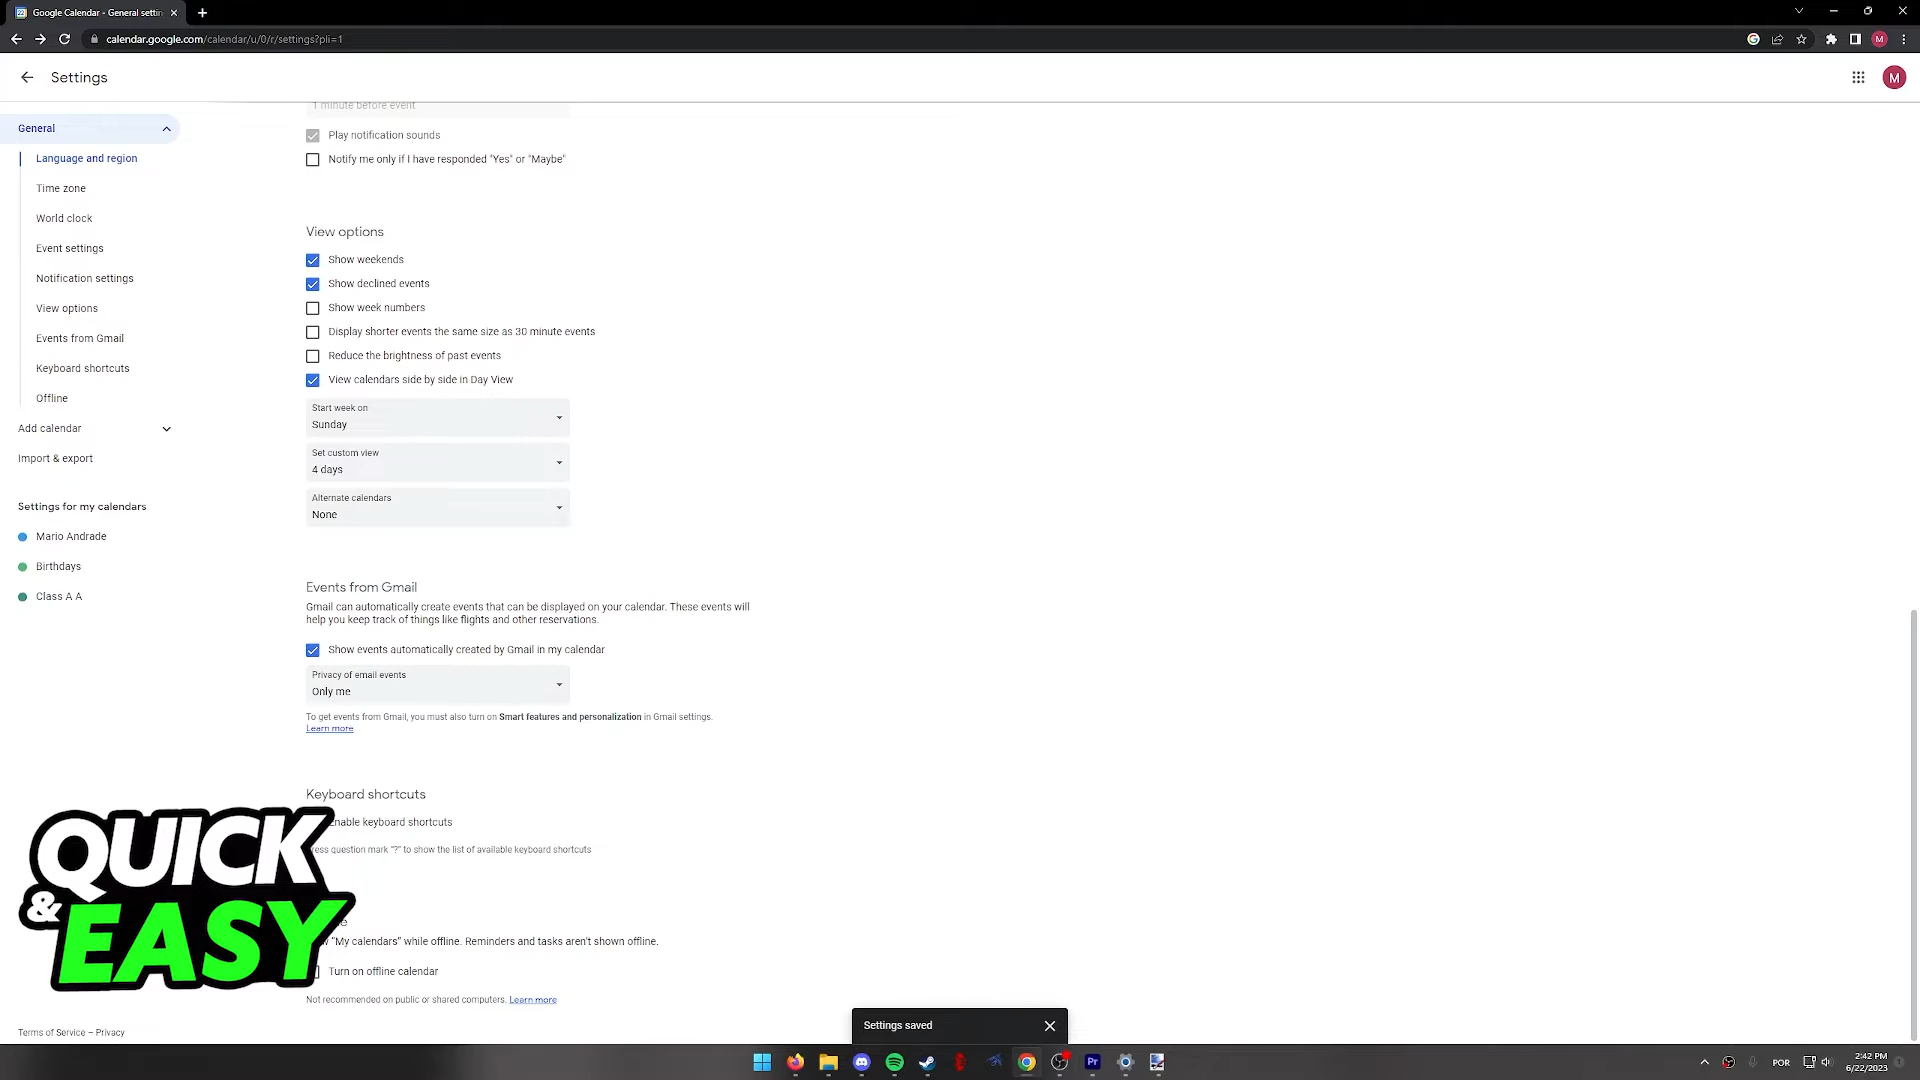 Google Calendar - General settin
calendar.google.com/calendar/u/0/r/settings?pli=1
M
Settings
M
General
Language and region
Time zone
World clock
Event settings
Notification settings
View options
Events from Gmail
Keyboard shortcuts
Offline
Add calendar
Import & export
Settings for my calendars
Mario Andrade
Birthdays
Class A A
Terms of Service – Privacy
1 minute before event
Play notification sounds
Notify me only if I have responded "Yes" or "Maybe"
View options
Show weekends
Show declined events
Show week numbers
Display shorter events the same size as 30 minute events
Reduce the brightness of past events
View calendars side by side in Day View
Start week on
Sunday
Set custom view
4 days
Alternate calendars
None
Events from Gmail
Gmail can automatically create events that can be displayed on your calendar. These events will
help you keep track of things like flights and other reservations.
Show events automatically created by Gmail in my calendar
Privacy of email events
Only me
To get events from Gmail, you must also turn on Smart features and personalization in Gmail settings.
Learn more
Keyboard shortcuts
Enable keyboard shortcuts
question mark "?" to show the list of available keyboard shortcuts
"My calendars" while offline. Reminders and tasks aren't shown offline.
Turn on offline calendar
Not recommended on public or shared computers. Learn more
QUICK
& EASY
Settings saved
Pr
POR
2:42 PM
6/22/2023